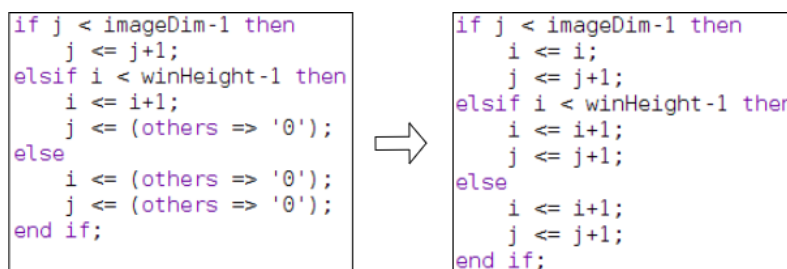 if j < imageDim-1 then
    j <= j+1;
elsif i < winHeight-1 then
    i <= i+1;
    j <= (others => '0');
else
    i <= (others => '0');
    j <= (others => '0');
end if;
if j < imageDim-1 then
    i <= i;
    j <= j+1;
elsif i < winHeight-1 then
    i <= i+1;
    j <= j+1;
else
    i <= i+1;
    j <= j+1;
end if;